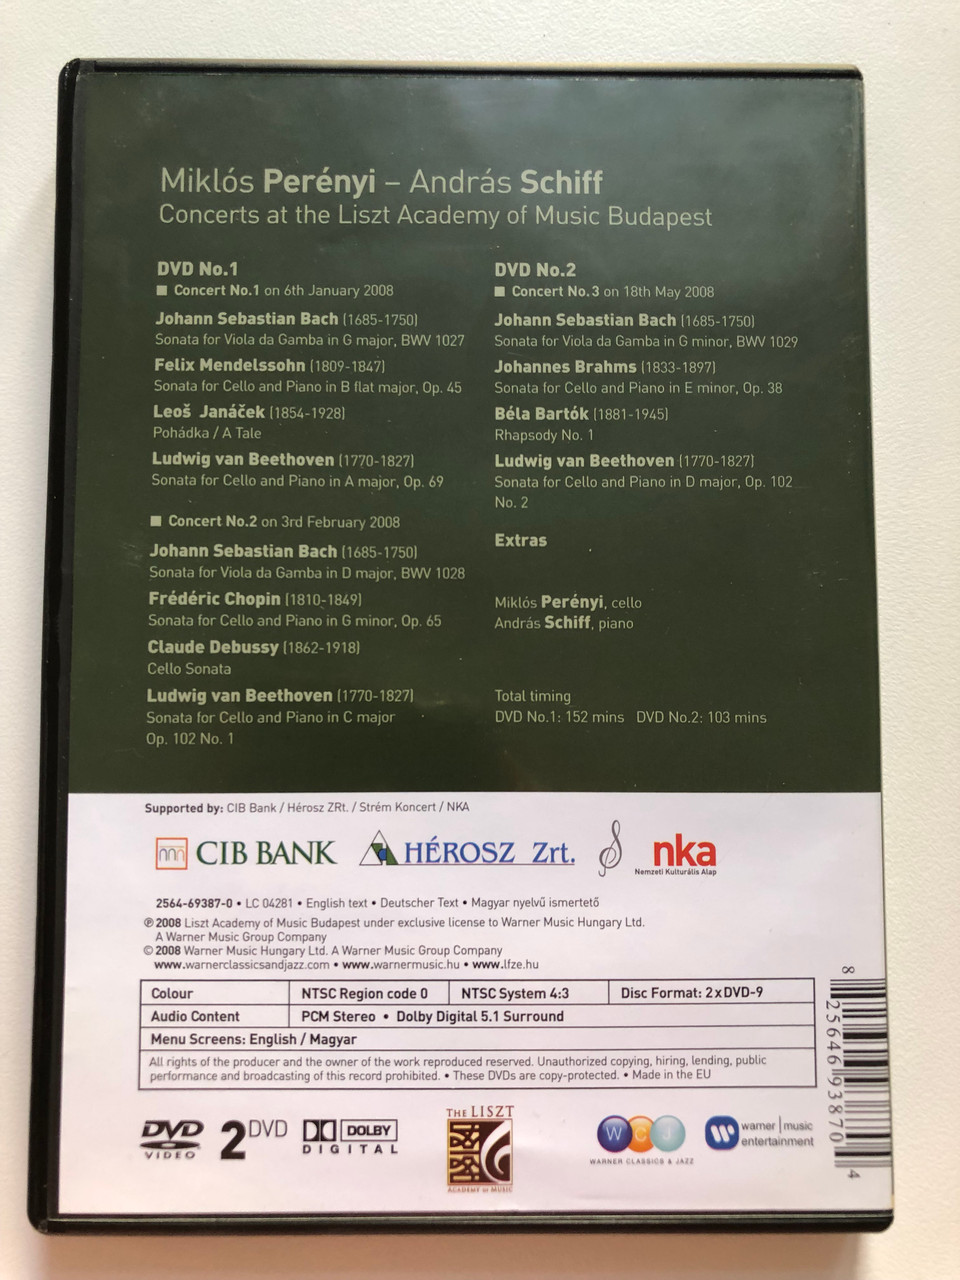 Miklós Perényi – András Schiff
Concerts at the Liszt Academy of Music Budapest
DVD No.1
■ Concert No.1 on 6th January 2008
Johann Sebastian Bach (1685-1750)
Sonata for Viola da Gamba in G major, BWV 1027
Felix Mendelssohn (1809-1847)
Sonata for Cello and Piano in B flat major, Op. 45
Leoš Janáček (1854-1928)
Pohádka / A Tale
Ludwig van Beethoven (1770-1827)
Sonata for Cello and Piano in A major, Op. 69
■ Concert No.2 on 3rd February 2008
Johann Sebastian Bach (1685-1750)
Sonata for Viola da Gamba in D major, BWV 1028
Frédéric Chopin (1810-1849)
Sonata for Cello and Piano in G minor, Op. 65
Claude Debussy (1862-1918)
Cello Sonata
Ludwig van Beethoven (1770-1827)
Sonata for Cello and Piano in C major
Op. 102 No. 1
DVD No.2
■ Concert No.3 on 18th May 2008
Johann Sebastian Bach (1685-1750)
Sonata for Viola da Gamba in G minor, BWV 1029
Johannes Brahms (1833-1897)
Sonata for Cello and Piano in E minor, Op. 38
Béla Bartók (1881-1945)
Rhapsody No. 1
Ludwig van Beethoven (1770-1827)
Sonata for Cello and Piano in D major, Op. 102
No. 2
Extras
Miklós Perényi, cello
András Schiff, piano
Total timing
DVD No.1: 152 mins DVD No.2: 103 mins
Supported by: CIB Bank / Hérosz ZRt. / Strém Koncert / NKA
CIB BANK HÉROSZ Zrt. nka
Nemzeti Kulturális Alap
2564-69387-0 • LC 04281 • English text • Deutscher Text • Magyar nyelvű ismertető
℗ 2008 Liszt Academy of Music Budapest under exclusive license to Warner Music Hungary Ltd.
A Warner Music Group Company
© 2008 Warner Music Hungary Ltd. A Warner Music Group Company
www.warnerclassicsandjazz.com • www.warnermusic.hu • www.lfze.hu
Colour NTSC Region code 0 NTSC System 4:3 Disc Format: 2xDVD-9
Audio Content PCM Stereo • Dolby Digital 5.1 Surround
Menu Screens: English / Magyar
All rights of the producer and the owner of the work reproduced reserved. Unauthorized copying, hiring, lending, public
performance and broadcasting of this record prohibited. • These DVDs are copy-protected. • Made in the EU
DVD VIDEO
2 DVD
DOLBY DIGITAL
THE LISZT
ACADEMY OF MUSIC
W C J
WARNER CLASSICS & JAZZ
warner music
entertainment
8 25646 93870 4